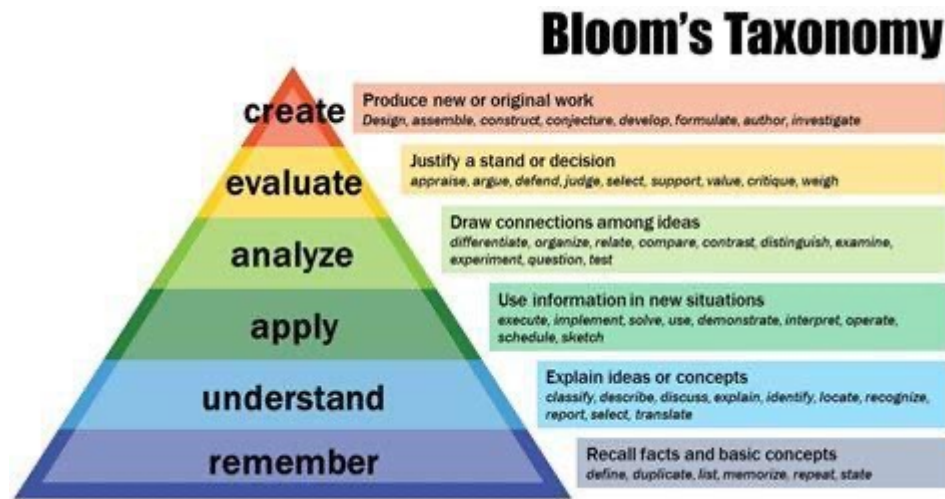 Bloom's Taxonomy
create
Produce new or original work
Design, assemble, construct, conjecture, develop, formulate, author, investigate
evaluate
Justify a stand or decision
appraise, argue, defend, judge, select, support, value, critique, weigh
analyze
Draw connections among ideas
differentiate, organize, relate, compare, contrast, distinguish, examine,
experiment, question, test
apply
Use information in new situations
execute, implement, solve, use, demonstrate, interpret, operate,
schedule, sketch
understand
Explain ideas or concepts
classify, describe, discuss, explain, identify, locate, recognize,
report, select, translate
remember
Recall facts and basic concepts
define, duplicate, list, memorize, repeat, state